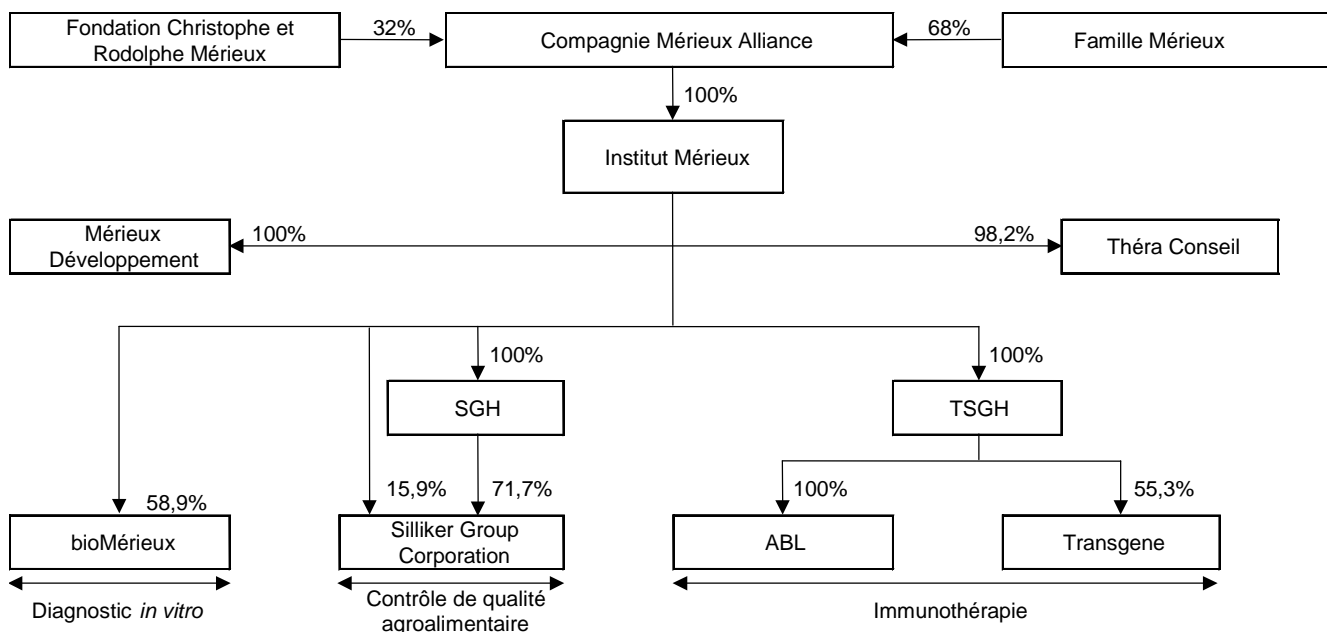 Fondation Christophe et
Rodolphe Mérieux
32%
Compagnie Mérieux Alliance
68%
Famille Mérieux
100%
Institut Mérieux
Mérieux
Développement
100%
98,2%
Théra Conseil
100%
100%
SGH
TSGH
58,9%
15,9%
71,7%
100%
55,3%
bioMérieux
Silliker Group
Corporation
ABL
Transgene
Diagnostic in vitro
Contrôle de qualité
agroalimentaire
Immunothérapie